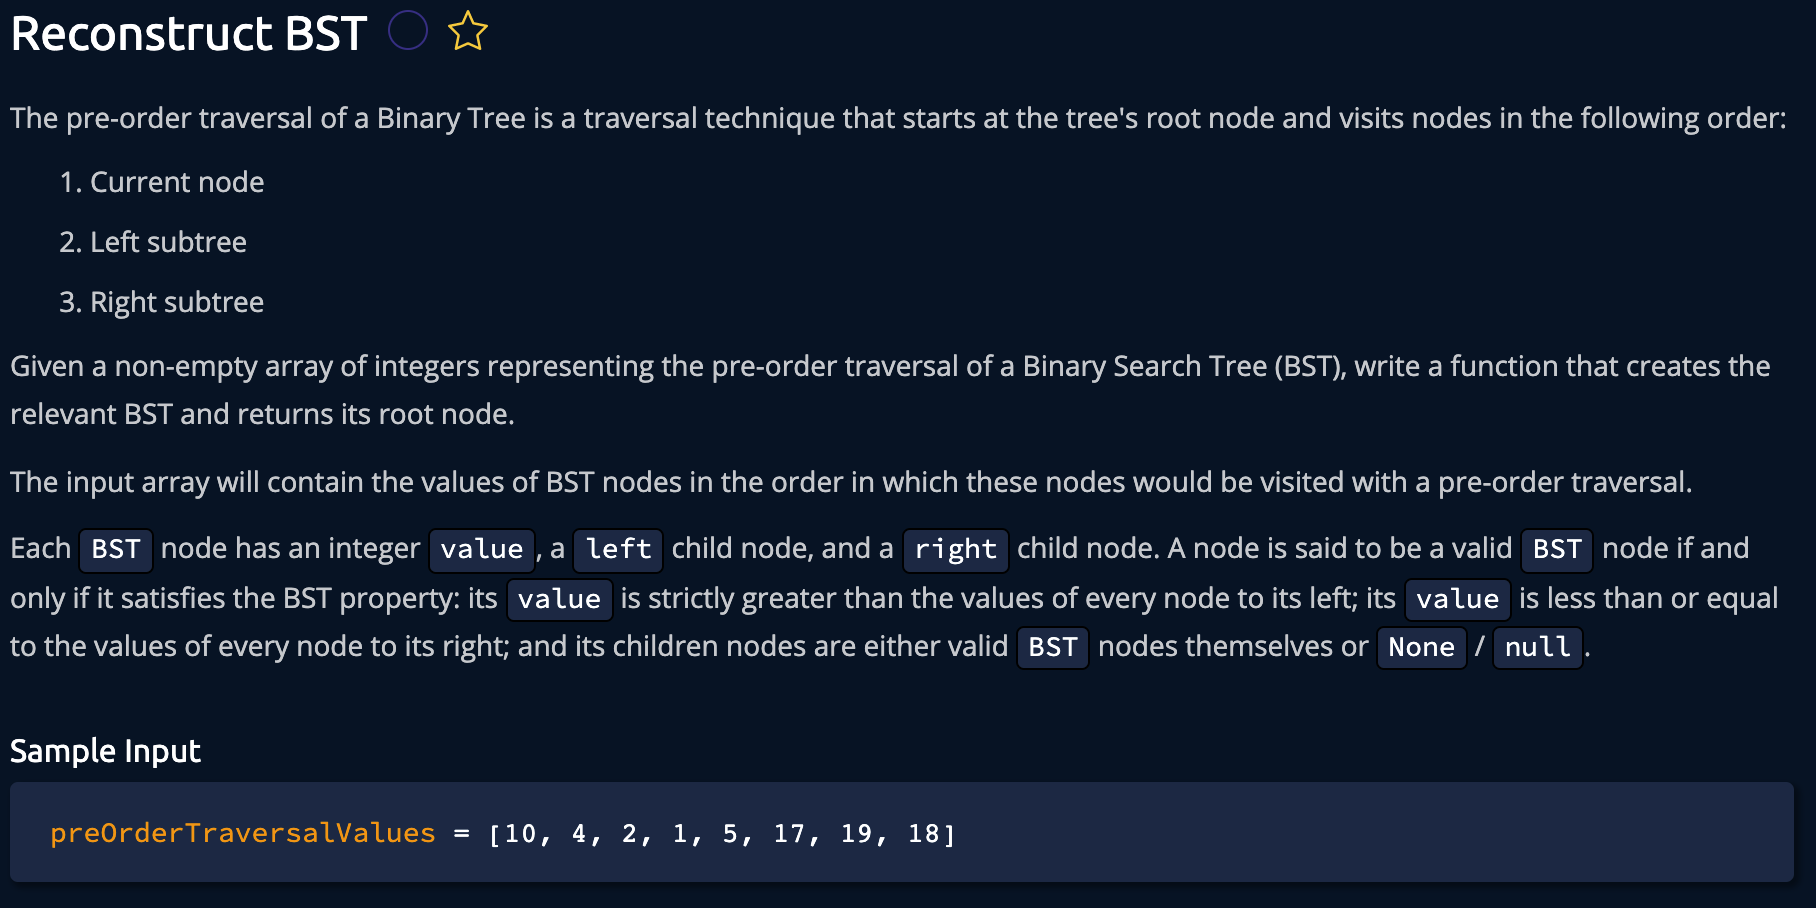 Reconstruct BST
The pre-order traversal of a Binary Tree is a traversal technique that starts at the tree's root node and visits nodes in the following order:
1. Current node
2. Left subtree
3. Right subtree
Given a non-empty array of integers representing the pre-order traversal of a Binary Search Tree (BST), write a function that creates the
relevant BST and returns its root node.
The input array will contain the values of BST nodes in the order in which these nodes would be visited with a pre-order traversal.
Each BST node has an integer value, a left child node, and a right child node. A node is said to be a valid BST node if and
only if it satisfies the BST property: its value is strictly greater than the values of every node to its left; its value is less than or equal
to the values of every node to its right; and its children nodes are either valid BST nodes themselves or None / null.
Sample Input
preOrderTraversalValues = [10, 4, 2, 1, 5, 17, 19, 18]